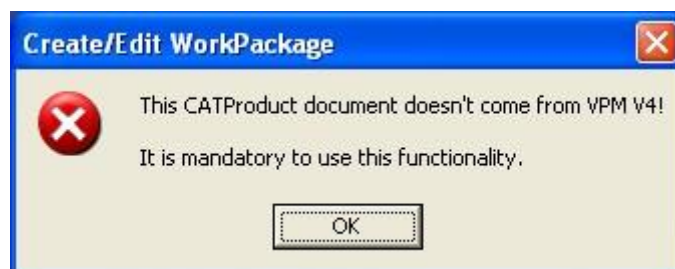 Create/Edit WorkPackage
This CATProduct document doesn't come from VPM V4!
It is mandatory to use this functionality.
OK